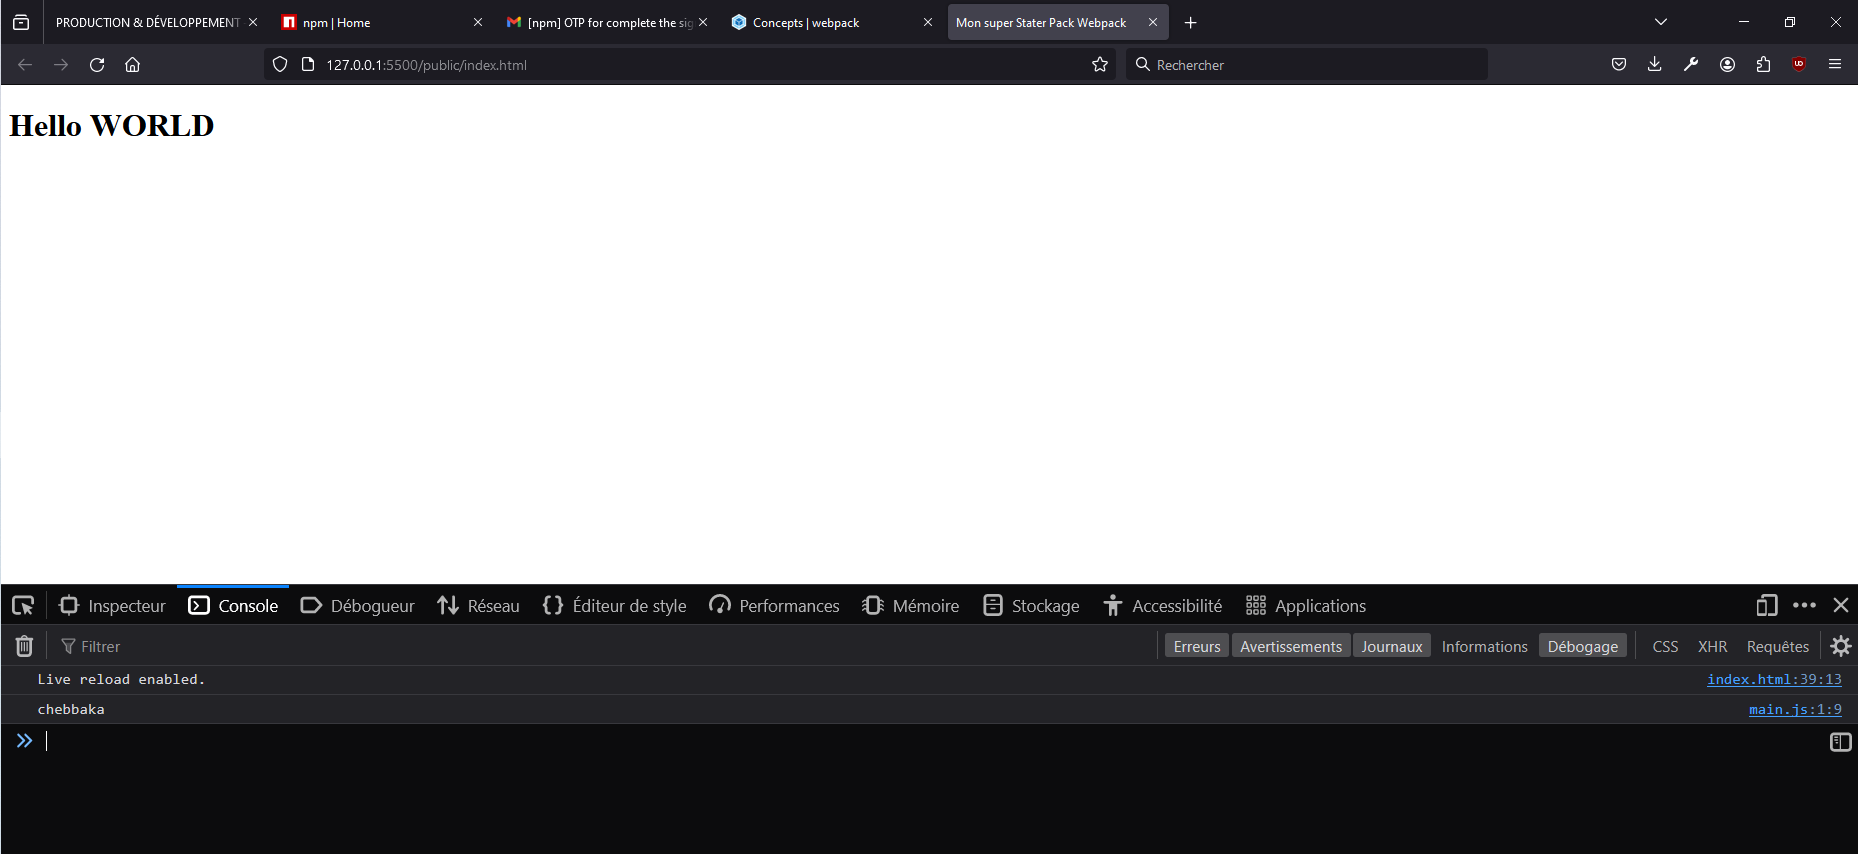 PRODUCTION & DÉVELOPPEMENT
npm | Home
[npm] OTP for complete the sig
Concepts | webpack
Mon super Stater Pack Webpack
127.0.0.1:5500/public/index.html
Rechercher
Hello WORLD
Inspecteur
Console
Débogueur
Réseau
Éditeur de style
Performances
Mémoire
Stockage
Accessibilité
Applications
Filtrer
Erreurs
Avertissements
Journaux
Informations
Débogage
CSS
XHR
Requêtes
Live reload enabled.
index.html:39:13
chebbaka
main.js:1:9